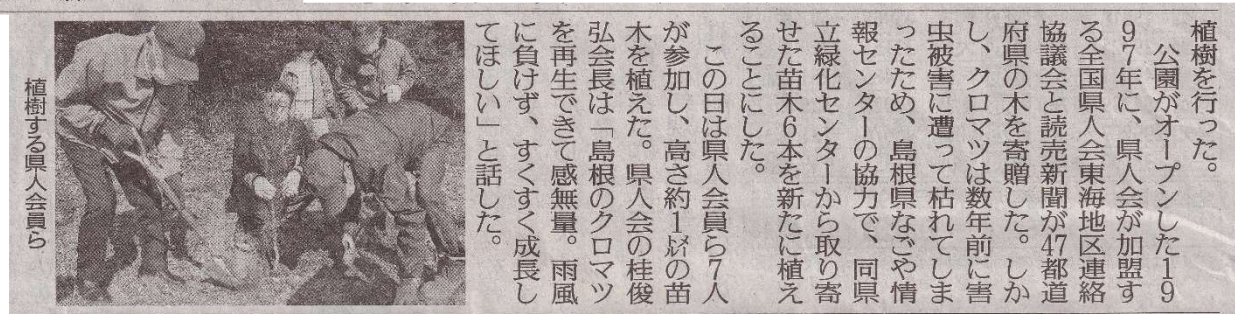 植樹を行った。
　公園がオープンした19
97年に、県人会が加盟す
る全国県人会東海地区連絡
協議会と読売新聞が47都道
府県の木を寄贈した。しか
し、クロマツは数年前に害
虫被害に遭って枯れてしま
ったため、島根県なごや情
報センターの協力で、同県
立緑化センターから取り寄
せた苗木6本を新たに植え
ることにした。
　この日は県人会員ら7人
が参加し、高さ約1㍍の苗
木を植えた。県人会の桂俊
弘会長は「島根のクロマツ
を再生できて感無量。雨風
に負けず、すくすく成長し
てほしい」と話した。
植樹する県人会員ら